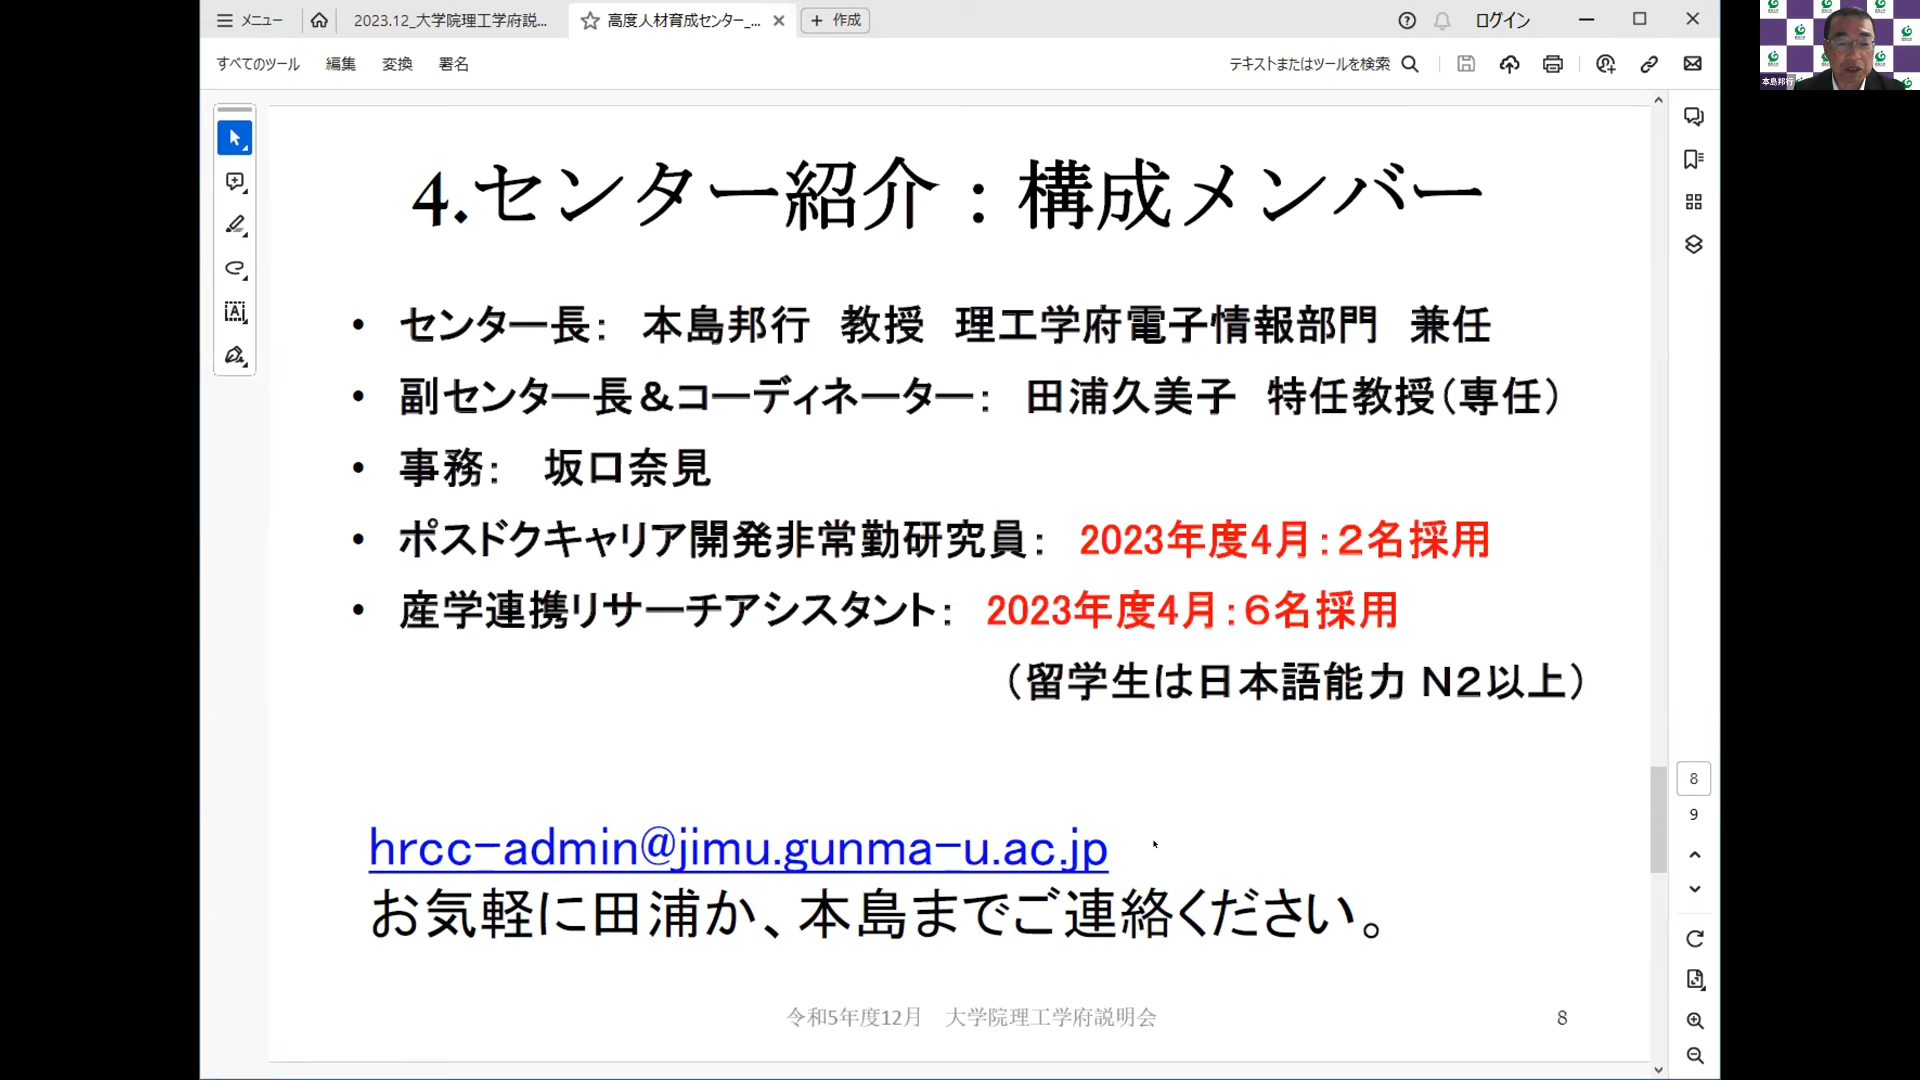 メニュー
2023.12_大学院理工学府説...
高度人材育成センター_...
作成
ログイン
すべてのツール 編集 変換 署名
テキストまたはツールを検索
本島邦行
4.センター紹介：構成メンバー
• センター長： 本島邦行 教授 理工学府電子情報部門 兼任
• 副センター長＆コーディネーター： 田浦久美子 特任教授（専任）
• 事務： 坂口奈見
• ポスドクキャリア開発非常勤研究員： 2023年度4月：２名採用
• 産学連携リサーチアシスタント： 2023年度4月：６名採用
（留学生は日本語能力 N２以上）
hrcc-admin@jimu.gunma-u.ac.jp
お気軽に田浦か、本島までご連絡ください。
令和5年度12月 大学院理工学府説明会
8
8
9